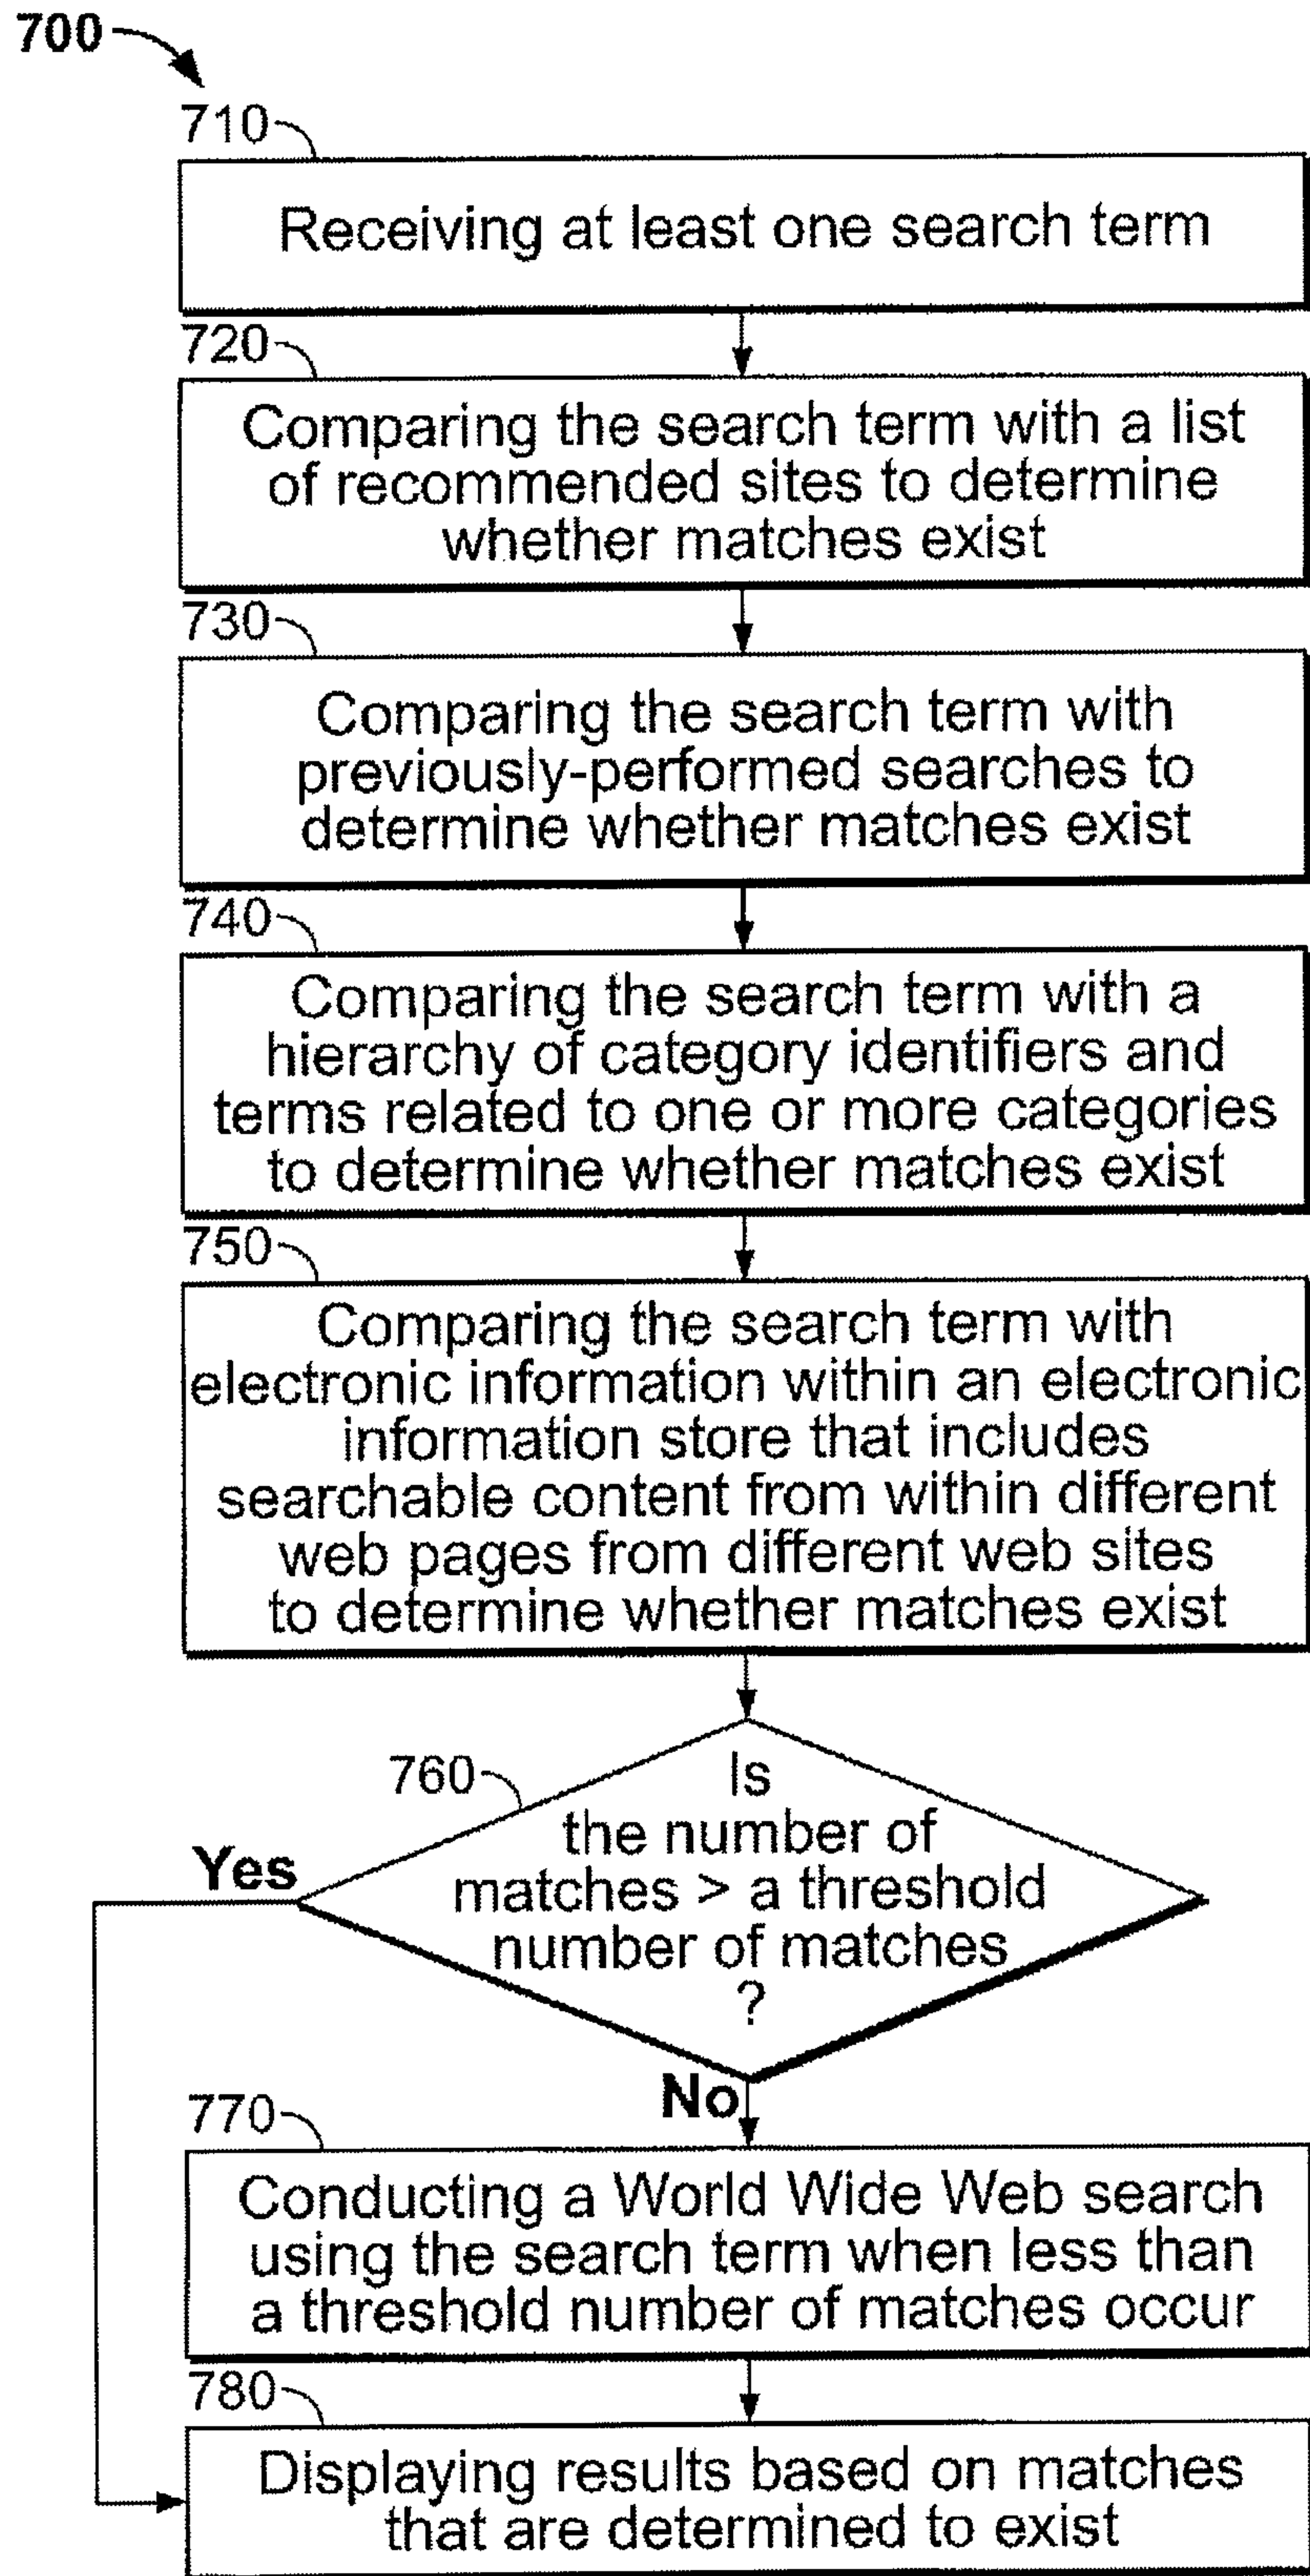 700
710
Receiving at least one search term
720
Comparing the search term with a list
of recommended sites to determine
whether matches exist
730
Comparing the search term with
previously-performed searches to
determine whether matches exist
740
Comparing the search term with a
hierarchy of category identifiers and
terms related to one or more categories
to determine whether matches exist
750
Comparing the search term with
electronic information within an electronic
information store that includes
searchable content from within different
web pages from different web sites
to determine whether matches exist
760
Is
the number of
matches > a threshold
number of matches
?
Yes
No
770
Conducting a World Wide Web search
using the search term when less than
a threshold number of matches occur
780
Displaying results based on matches
that are determined to exist